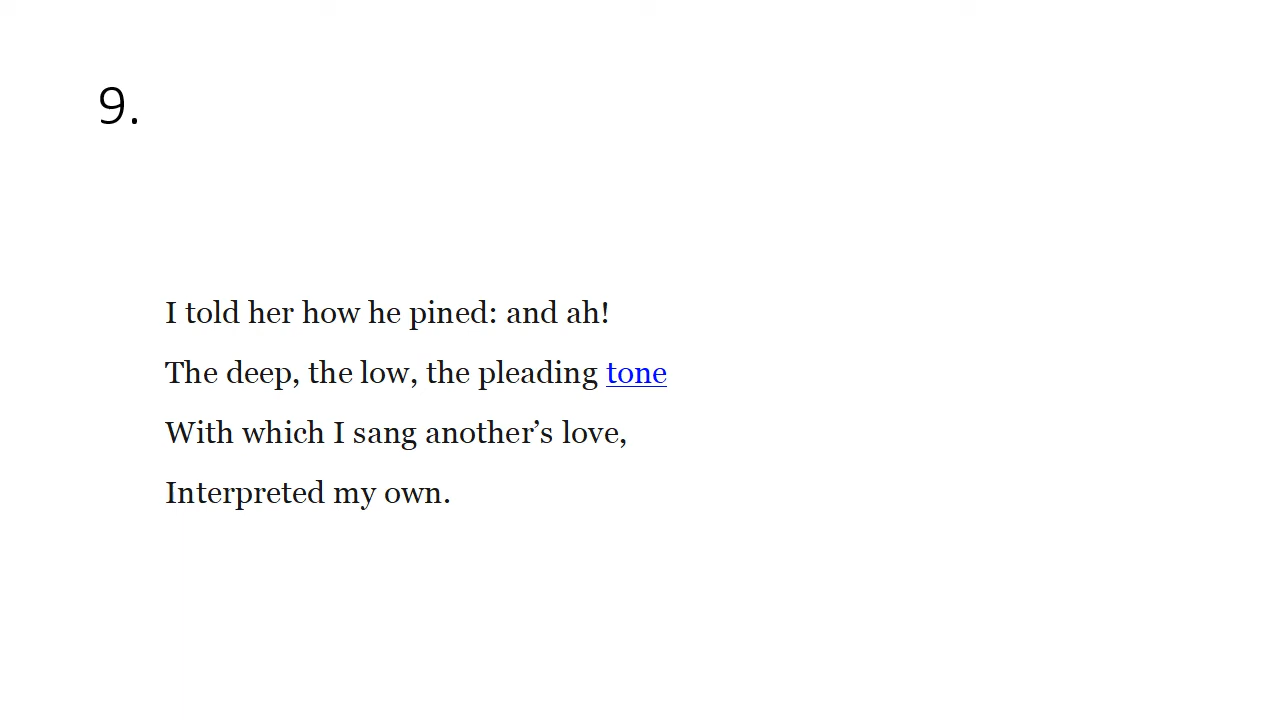 9.
I told her how he pined: and ah!
The deep, the low, the pleading tone
With which I sang another’s love,
Interpreted my own.